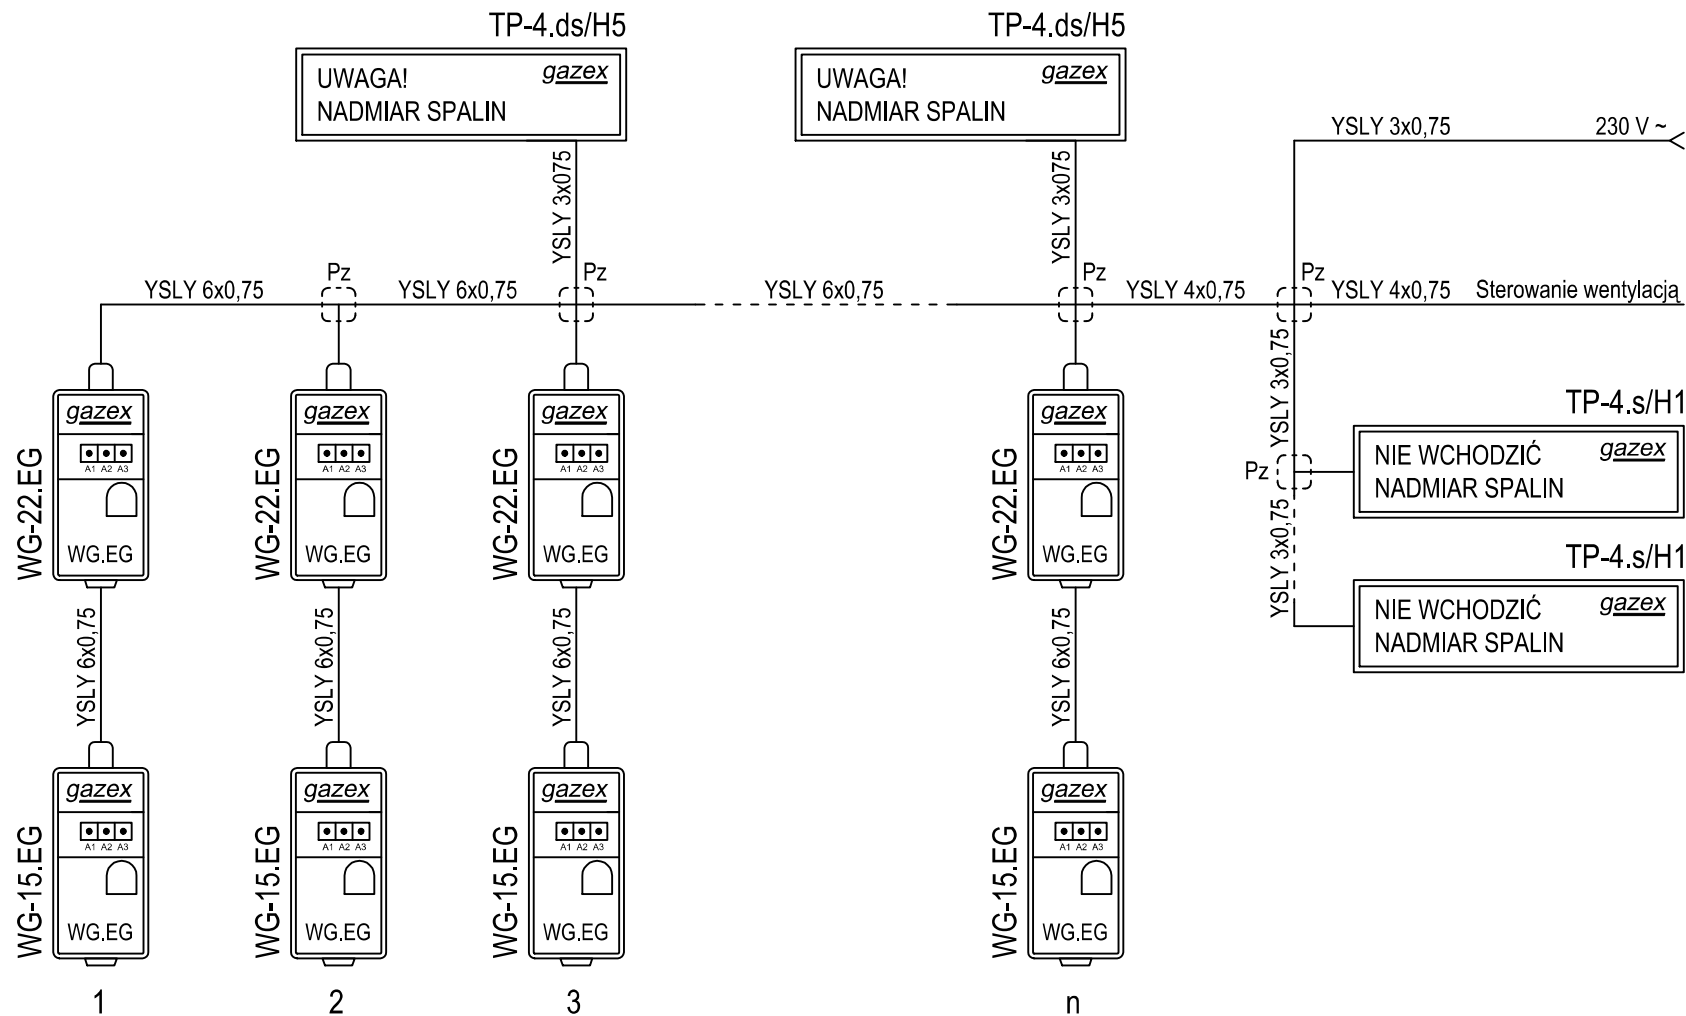 TP-4.ds/H5
TP-4.ds/H5
UWAGA!
gazex
NADMIAR SPALIN
UWAGA!
gazex
NADMIAR SPALIN
YSLY 3x0,75
230 V ~
YSLY 3x075
YSLY 3x075
Pz
Pz
Pz
Pz
YSLY 6x0,75
YSLY 6x0,75
YSLY 6x0,75
YSLY 4x0,75
YSLY 4x0,75
Sterowanie wentylacją
YSLY 3x0,75
TP-4.s/H1
NIE WCHODZIĆ
gazex
NADMIAR SPALIN
Pz
YSLY 3x0,75
TP-4.s/H1
NIE WCHODZIĆ
gazex
NADMIAR SPALIN
WG-22.EG
gazex
A1 A2 A3
WG.EG
WG-22.EG
gazex
A1 A2 A3
WG.EG
WG-22.EG
gazex
A1 A2 A3
WG.EG
WG-22.EG
gazex
A1 A2 A3
WG.EG
YSLY 6x0,75
YSLY 6x0,75
YSLY 6x0,75
YSLY 6x0,75
WG-15.EG
gazex
A1 A2 A3
WG.EG
WG-15.EG
gazex
A1 A2 A3
WG.EG
WG-15.EG
gazex
A1 A2 A3
WG.EG
WG-15.EG
gazex
A1 A2 A3
WG.EG
1
2
3
n